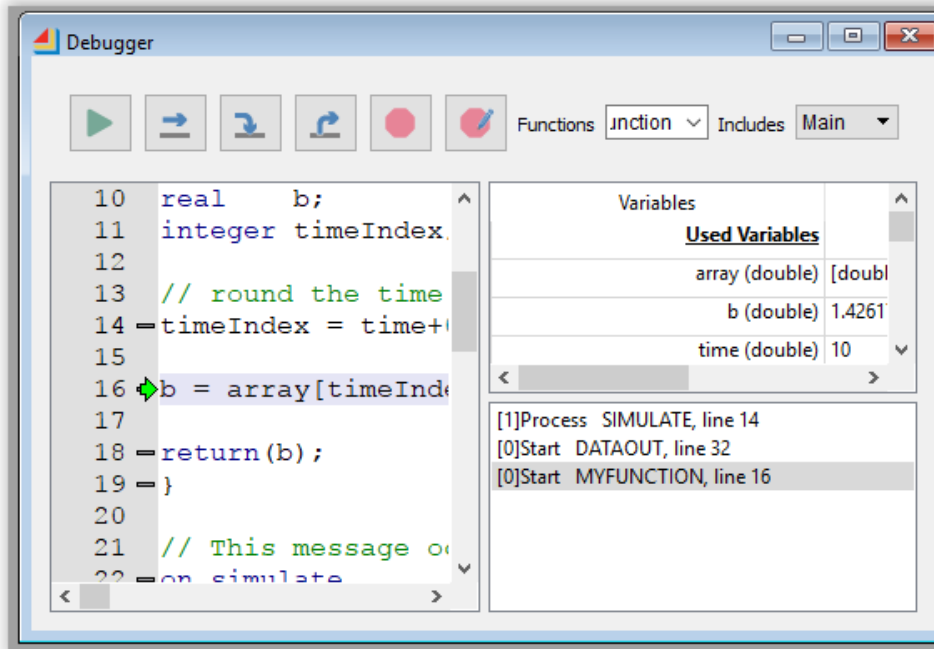 Debugger
Functions unction Includes Main
10 real b;
11 integer timeIndex
12
13 // round the time
14 timeIndex = time+
15
16 b = array[timeInde
17
18 return(b);
19 }
20
21 // This message o
22 on simulate
Variables
Used Variables
array (double) [doubl
b (double) 1.4261
time (double) 10
[1]Process SIMULATE, line 14
[0]Start DATAOUT, line 32
[0]Start MYFUNCTION, line 16